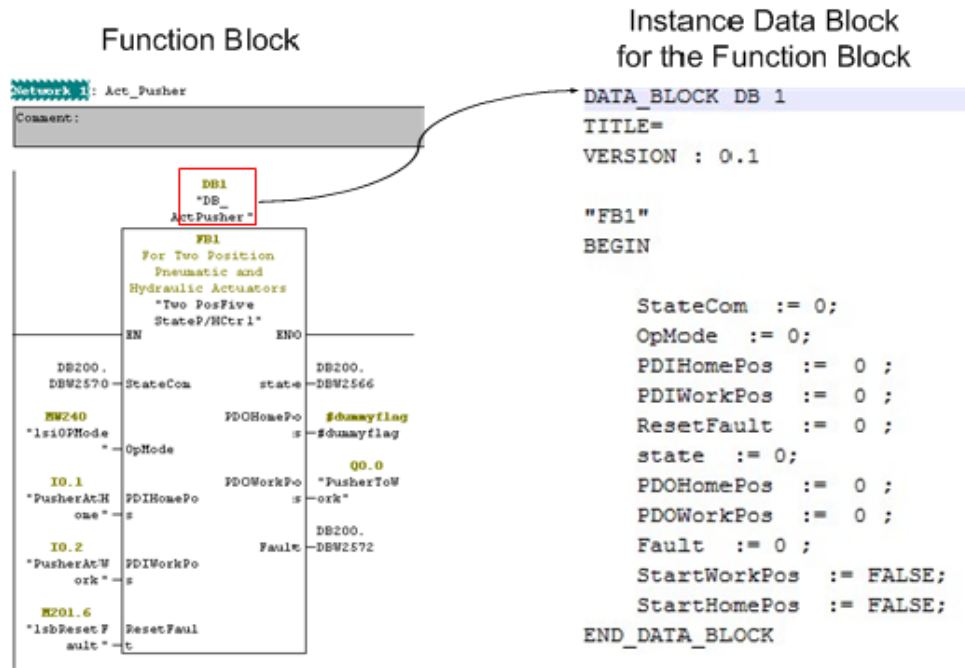 Function Block
Instance Data Block
for the Function Block
Network 1: Act_Pusher
Comment:
DB1
"DB_
ActPusher"
FB1
For Two Position
Pneumatic and
Hydraulic Actuators
"Two PosFive
StateP/HCtrl"
EN
ENO
DB200.
DBW2570
StateCom
state
DB200.
DBW2566
MW240
"lsiOPMode
"
OpMode
PDOHomePo
s
#dummyflag
#dummyflag
I0.1
"PusherAtH
ome"
PDIHomePo
s
PDOWorkPo
s
Q0.0
"PusherToW
ork"
I0.2
"PusherAtW
ork"
PDIWorkPo
s
Fault
DB200.
DBW2572
M201.6
"lsbResetF
ault"
ResetFaul
t
DATA_BLOCK DB 1
TITLE=
VERSION : 0.1
"FB1"
BEGIN
StateCom := 0;
OpMode := 0;
PDIHomePos := 0 ;
PDIWorkPos := 0 ;
ResetFault := 0 ;
state := 0;
PDOHomePos := 0 ;
PDOWorkPos := 0 ;
Fault := 0 ;
StartWorkPos := FALSE;
StartHomePos := FALSE;
END_DATA_BLOCK